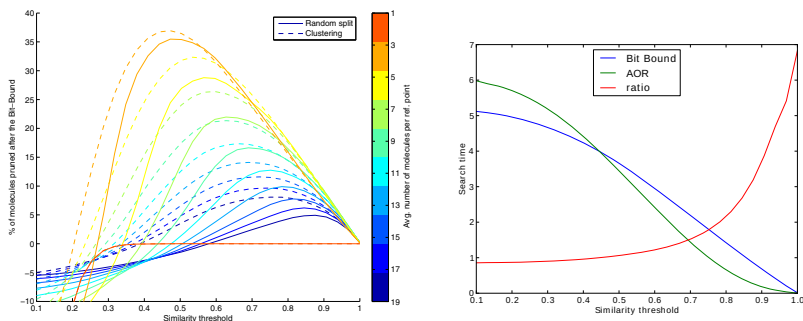 Random split
Clustering
% of molecules pruned after the Bit−Bound
40
35
30
25
20
15
10
5
0
−5
−10
0.1 0.2 0.3 0.4 0.5 0.6 0.7 0.8 0.9 1
Similarity threshold
1
3
5
7
9
11
13
15
17
19
Avg. number of molecules per ref. point
Bit Bound
AOR
ratio
Search time
7
6
5
4
3
2
1
0
0.1 0.2 0.3 0.4 0.5 0.6 0.7 0.8 0.9 1.0
Similarity threshold